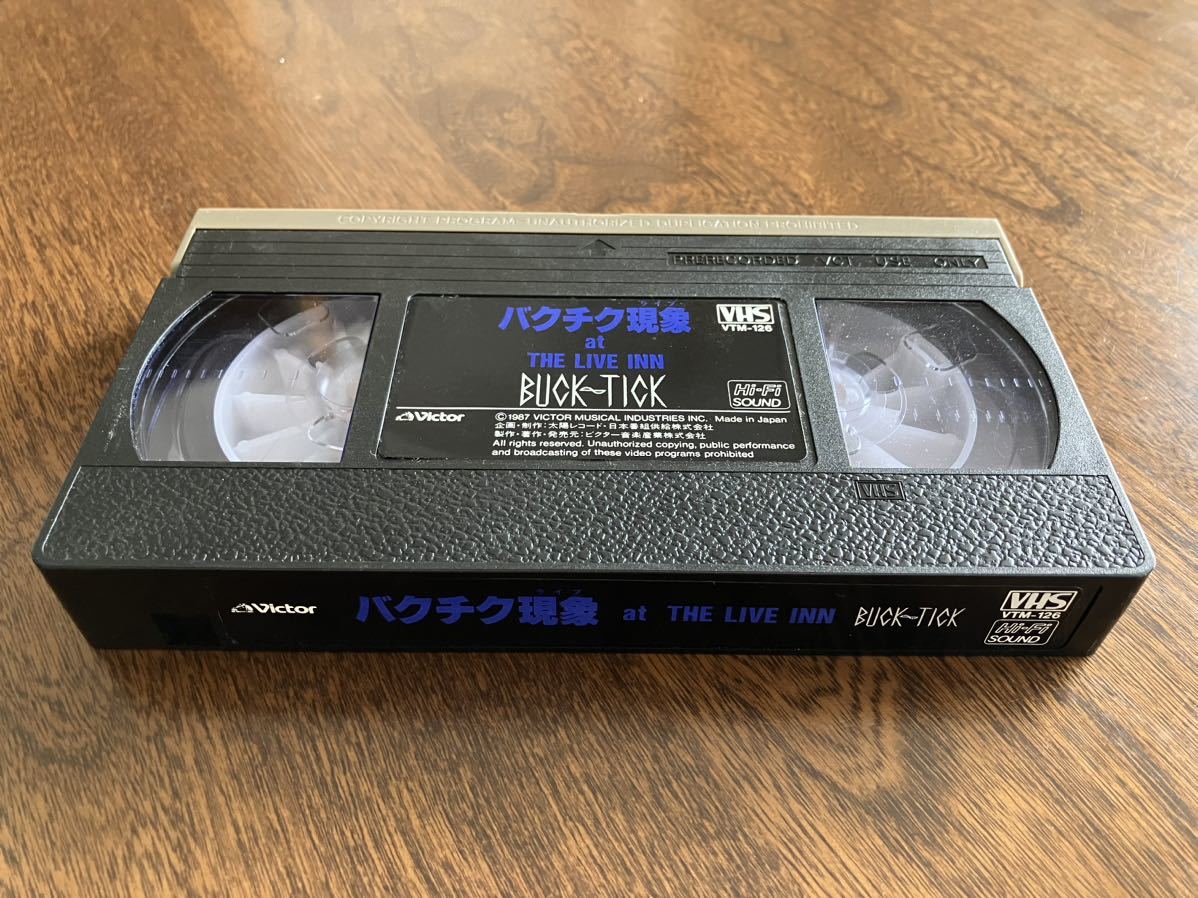 COPYRIGHT PROGRAM-UNAUTHORIZED DUPLICATION PROHIBITED
PRERECORDED VCT USE ONLY
ライブ
バクチク現象
VHS
VTM-126
at
THE LIVE INN
BUCK~TICK
Hi-Fi
SOUND
Victor
©1987 VICTOR MUSICAL INDUSTRIES INC. Made in Japan
企画・制作：太陽レコード・日本番組供給株式会社
製作・著作・発売元：ビクター音楽産業株式会社
All rights reserved. Unauthorized copying, public performance
and broadcasting of these video programs prohibited
VHS
Victor
ライブ
バクチク現象 at THE LIVE INN BUCK~TICK
VHS
VTM-126
Hi-Fi
SOUND